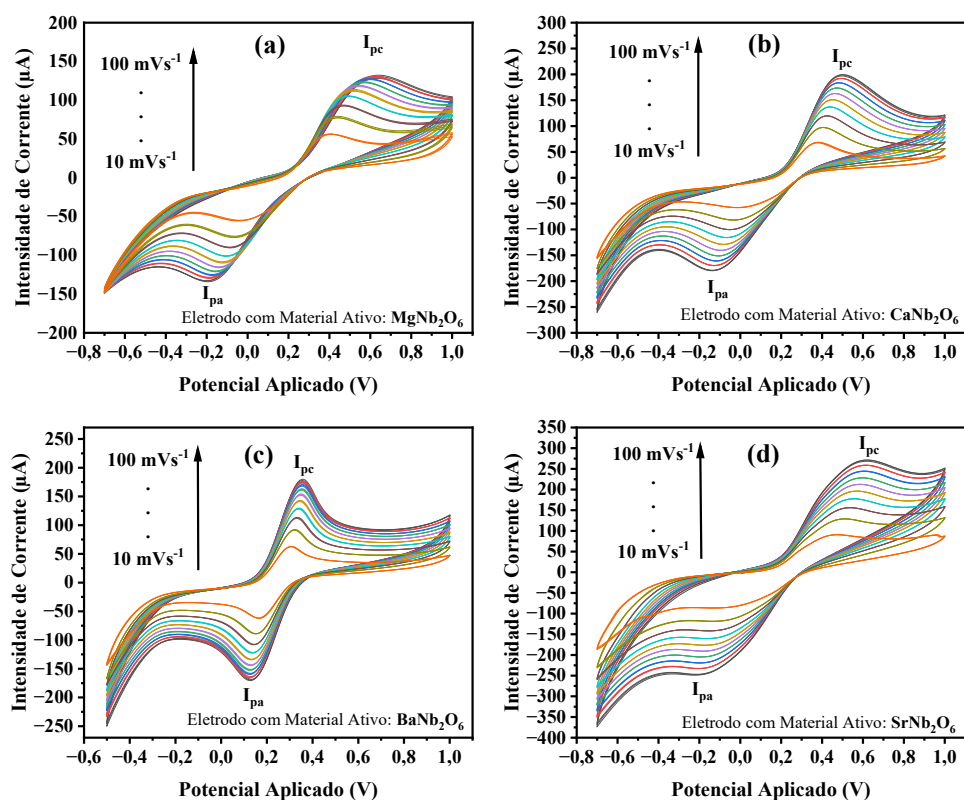 (a)
I_pc
100 mVs⁻¹
10 mVs⁻¹
I_pa
Eletrodo com Material Ativo: MgNb₂O₆
200
150
100
50
0
−50
−100
−150
−200
−0,8 −0,6 −0,4 −0,2 0,0 0,2 0,4 0,6 0,8 1,0
Intensidade de Corrente (µA)
Potencial Aplicado (V)
(b)
I_pc
100 mVs⁻¹
10 mVs⁻¹
I_pa
Eletrodo com Material Ativo: CaNb₂O₆
300
250
200
150
100
50
0
−50
−100
−150
−200
−250
−300
−0,8 −0,6 −0,4 −0,2 0,0 0,2 0,4 0,6 0,8 1,0
Intensidade de Corrente (µA)
Potencial Aplicado (V)
(c)
I_pc
100 mVs⁻¹
10 mVs⁻¹
I_pa
Eletrodo com Material Ativo: BaNb₂O₆
250
200
150
100
50
0
−50
−100
−150
−200
−250
−0,6 −0,4 −0,2 0,0 0,2 0,4 0,6 0,8 1,0
Intensidade de Corrente (µA)
Potencial Aplicado (V)
(d)
I_pc
100 mVs⁻¹
10 mVs⁻¹
I_pa
Eletrodo com Material Ativo: SrNb₂O₆
350
300
250
200
150
100
50
0
−50
−100
−150
−200
−250
−300
−350
−400
−0,8 −0,6 −0,4 −0,2 0,0 0,2 0,4 0,6 0,8 1,0
Intensidade de Corrente (µA)
Potencial Aplicado (V)